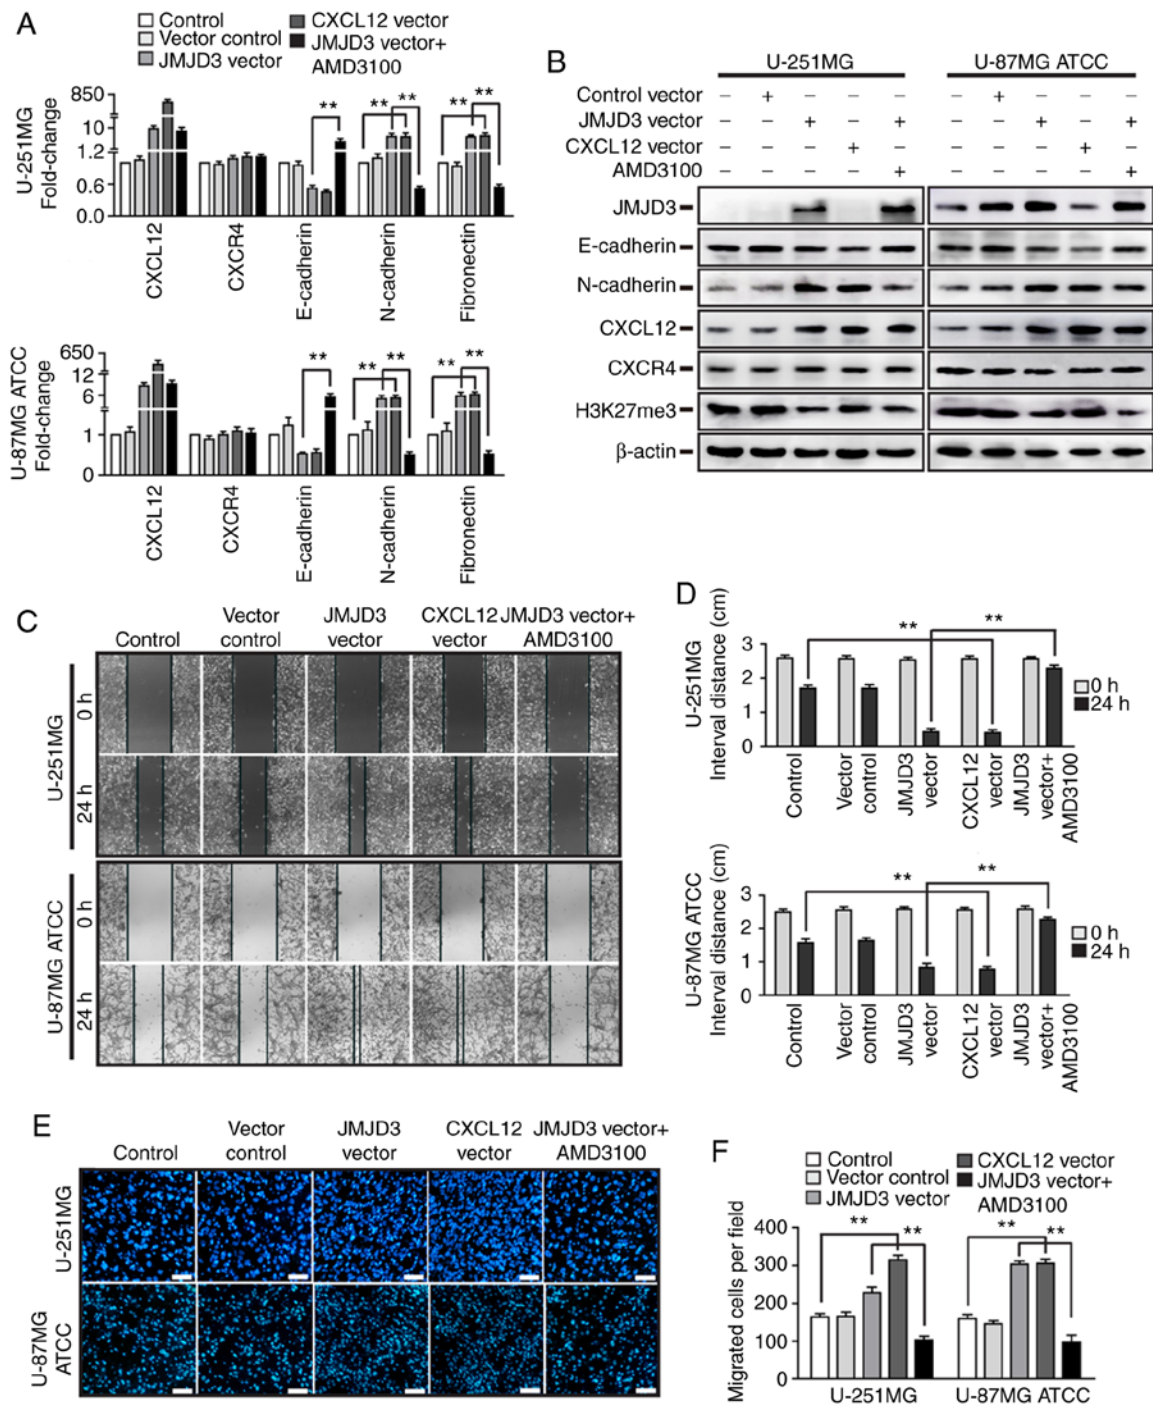 A
Control
Vector control
JMJD3 vector
CXCL12 vector
JMJD3 vector+
AMD3100
U-251MG
Fold-change
850
10
1.2
0.6
0.0
** ** ** ** **
CXCL12
CXCR4
E-cadherin
N-cadherin
Fibronectin
U-87MG ATCC
Fold-change
650
12
6
1
0
** ** ** ** **
CXCL12
CXCR4
E-cadherin
N-cadherin
Fibronectin
B
U-251MG
U-87MG ATCC
Control vector − + − − − − + − − −
JMJD3 vector − − + − + − − + − +
CXCL12 vector − − − + − − − − + −
AMD3100 − − − − + − − − − +
JMJD3
E-cadherin
N-cadherin
CXCL12
CXCR4
H3K27me3
β-actin
C
Control
Vector
control
JMJD3
vector
CXCL12
vector
JMJD3 vector+
AMD3100
U-251MG
0 h
24 h
U-87MG ATCC
0 h
24 h
D
U-251MG
Interval distance (cm)
3
2
1
0
** **
0 h
24 h
Control
Vector
control
JMJD3
vector
CXCL12
vector
JMJD3
vector+
AMD3100
U-87MG ATCC
Interval distance (cm)
3
2
1
0
** **
0 h
24 h
Control
Vector
control
JMJD3
vector
CXCL12
vector
JMJD3
vector+
AMD3100
E
Control
Vector
control
JMJD3
vector
CXCL12
vector
JMJD3 vector+
AMD3100
U-251MG
U-87MG
ATCC
F
Control
Vector control
JMJD3 vector
CXCL12 vector
JMJD3 vector+
AMD3100
Migrated cells per field
400
300
200
100
0
** ** ** **
U-251MG
U-87MG ATCC